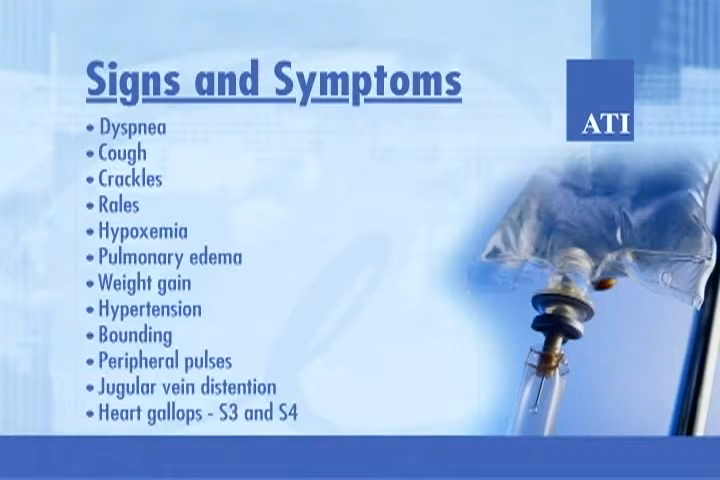 Signs and Symptoms
ATI
• Dyspnea
• Cough
• Crackles
• Rales
• Hypoxemia
• Pulmonary edema
• Weight gain
• Hypertension
• Bounding
• Peripheral pulses
• Jugular vein distention
• Heart gallops - S3 and S4